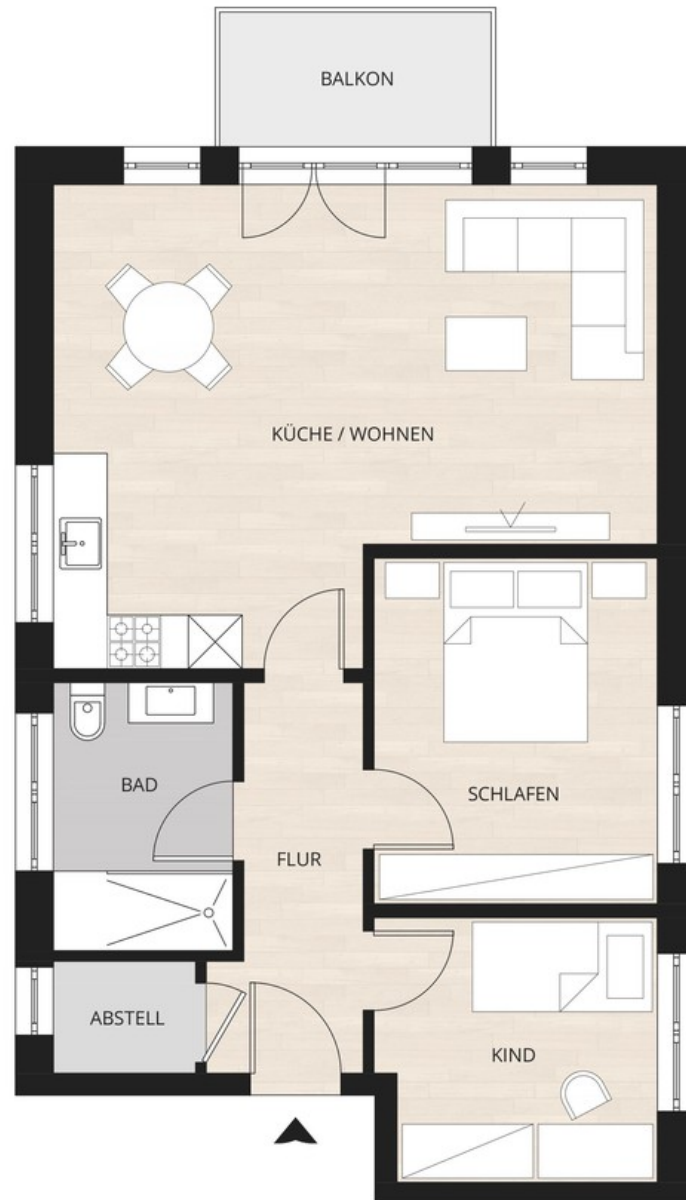 BALKON
KÜCHE / WOHNEN
BAD
SCHLAFEN
FLUR
ABSTELL
KIND